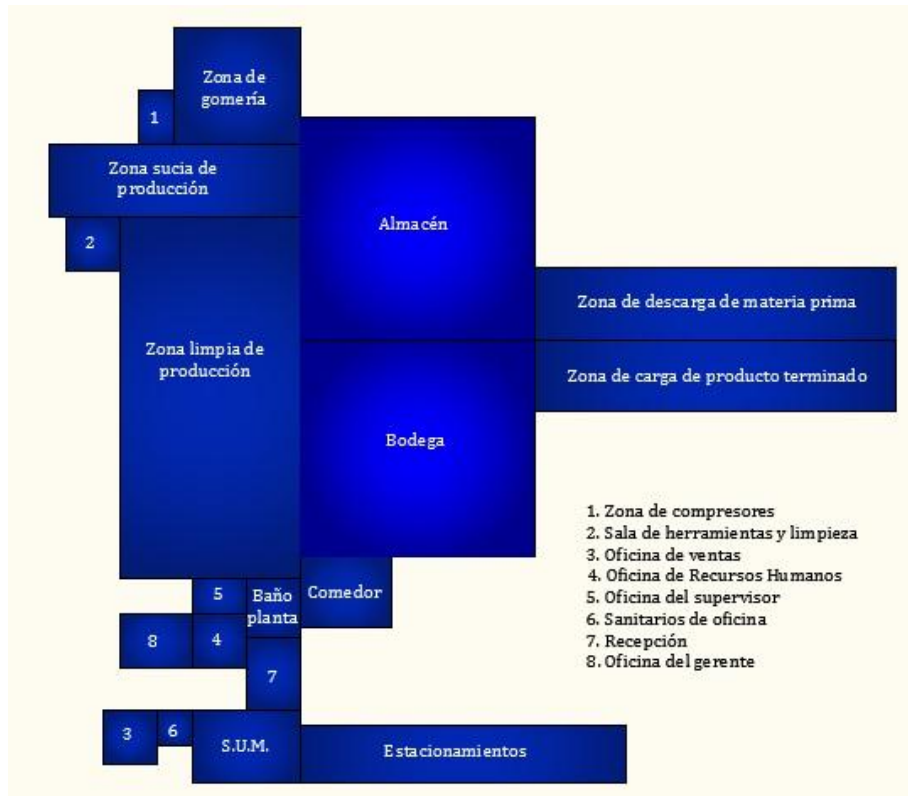 Zona de
gomería
1
Zona sucia de
producción
Almacén
2
Zona de descarga de materia prima
Zona limpia de
producción
Zona de carga de producto terminado
Bodega
1. Zona de compresores
2. Sala de herramientas y limpieza
3. Oficina de ventas
4. Oficina de Recursos Humanos
5. Oficina del supervisor
6. Sanitarios de oficina
7. Recepción
8. Oficina del gerente
5
Baño
planta
Comedor
8
4
7
3
6
S.U.M.
Estacionamientos